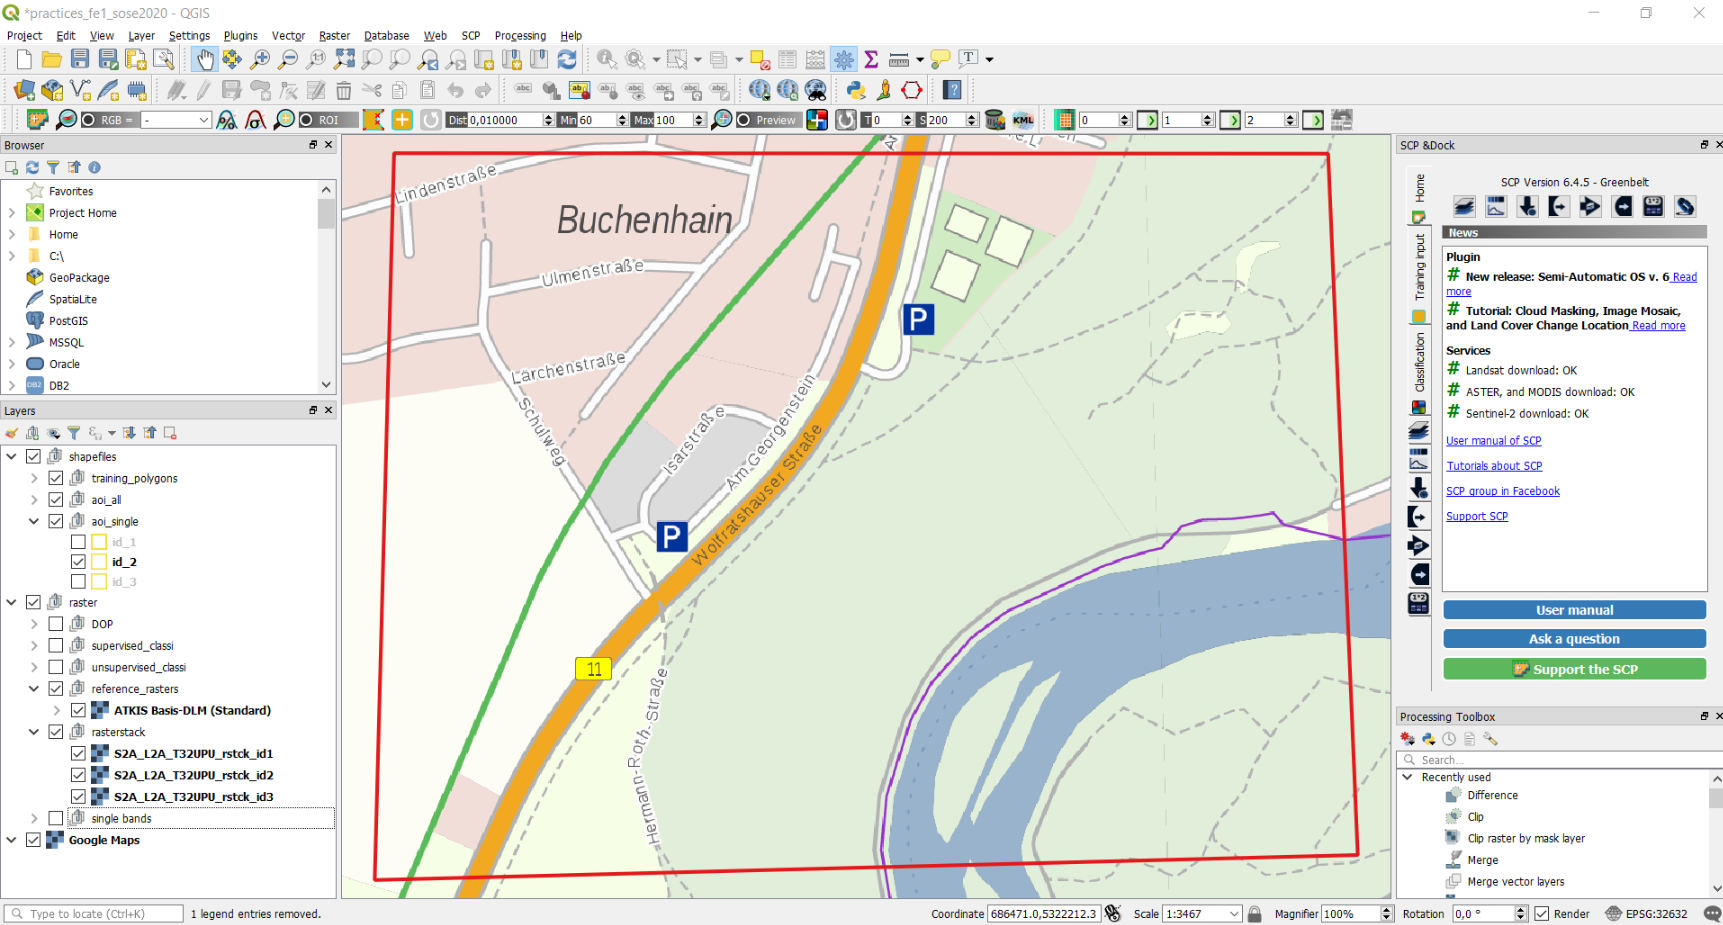 *practices_fe1_sose2020 - QGIS
Project Edit View Layer Settings Plugins Vector Raster Database Web SCP Processing Help
RGB = - ROI Dist 0,010000 Min 60 Max 100 Preview T 0 S 200 KML 0 1 2
Browser
Favorites
Project Home
Home
C:\
GeoPackage
SpatiaLite
PostGIS
MSSQL
Oracle
DB2
Layers
shapefiles
training_polygons
aoi_all
aoi_single
id_1
id_2
id_3
raster
DOP
supervised_classi
unsupervised_classi
reference_rasters
ATKIS Basis-DLM (Standard)
rasterstack
S2A_L2A_T32UPU_rstck_id1
S2A_L2A_T32UPU_rstck_id2
S2A_L2A_T32UPU_rstck_id3
single bands
Google Maps
Lindenstraße
Buchenhain
Ulmenstraße
P
Lärchenstraße
Schulweg
Isarstraße
Am Georgenstein
Wolfratshauser Straße
P
11
Hermann-Roth-Straße
SCP &Dock
Home
Training input
Classification
SCP Version 6.4.5 - Greenbelt
News
Plugin
# New release: Semi-Automatic OS v. 6 Read
more
# Tutorial: Cloud Masking, Image Mosaic,
and Land Cover Change Location Read more
Services
# Landsat download: OK
# ASTER, and MODIS download: OK
# Sentinel-2 download: OK
User manual of SCP
Tutorials about SCP
SCP group in Facebook
Support SCP
User manual
Ask a question
Support the SCP
Processing Toolbox
Search...
Recently used
Difference
Clip
Clip raster by mask layer
Merge
Merge vector layers
Type to locate (Ctrl+K) 1 legend entries removed. Coordinate 686471.0,5322212.3 Scale 1:3467 Magnifier 100% Rotation 0,0 ° Render EPSG:32632